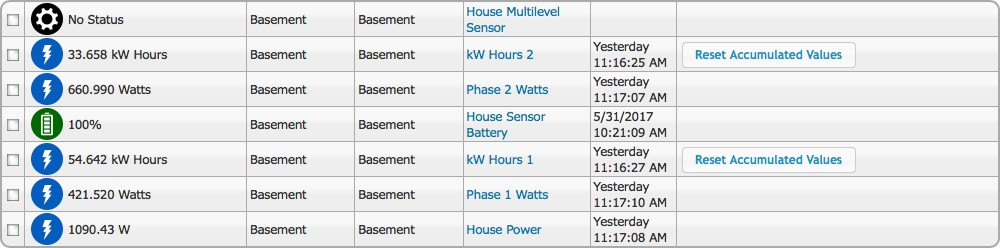 No Status Basement Basement House Multilevel Sensor
33.658 kW Hours Basement Basement kW Hours 2 Yesterday 11:16:25 AM Reset Accumulated Values
660.990 Watts Basement Basement Phase 2 Watts Yesterday 11:17:07 AM
100% Basement Basement House Sensor Battery 5/31/2017 10:21:09 AM
54.642 kW Hours Basement Basement kW Hours 1 Yesterday 11:16:27 AM Reset Accumulated Values
421.520 Watts Basement Basement Phase 1 Watts Yesterday 11:17:10 AM
1090.43 W Basement Basement House Power Yesterday 11:17:08 AM